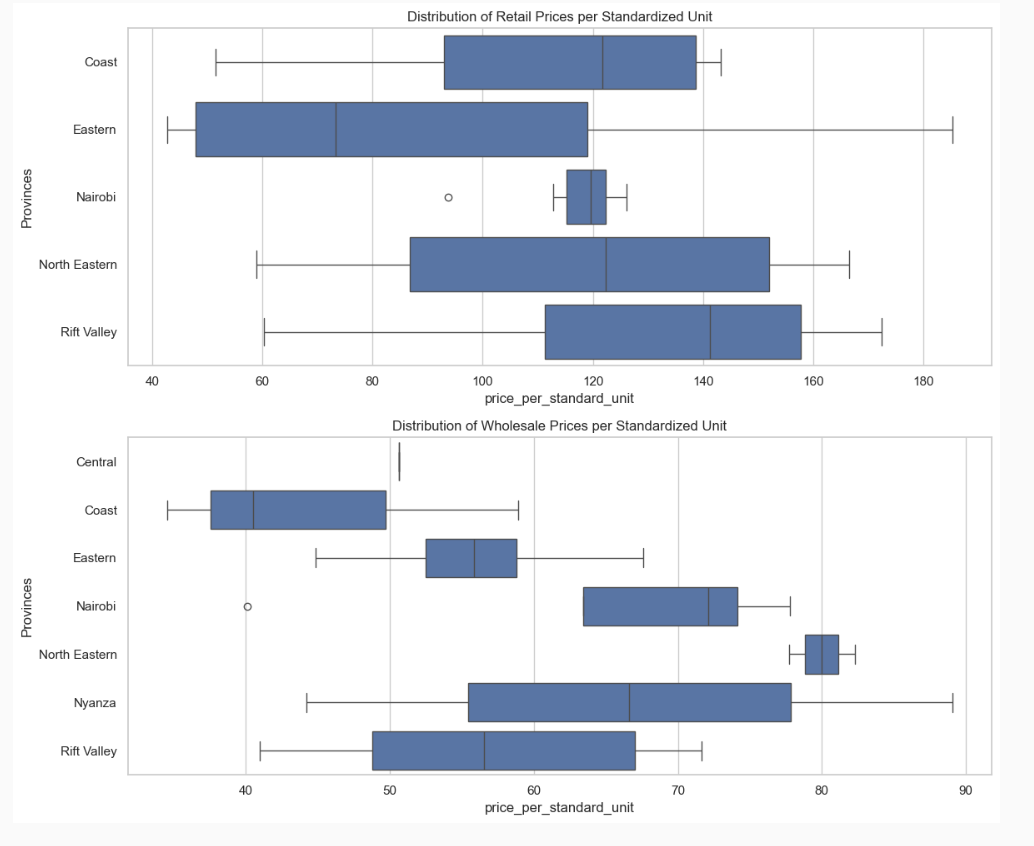 Distribution of Retail Prices per Standardized Unit
Provinces
Coast
Eastern
Nairobi
North Eastern
Rift Valley
40 60 80 100 120 140 160 180
price_per_standard_unit
Distribution of Wholesale Prices per Standardized Unit
Provinces
Central
Coast
Eastern
Nairobi
North Eastern
Nyanza
Rift Valley
40 50 60 70 80 90
price_per_standard_unit